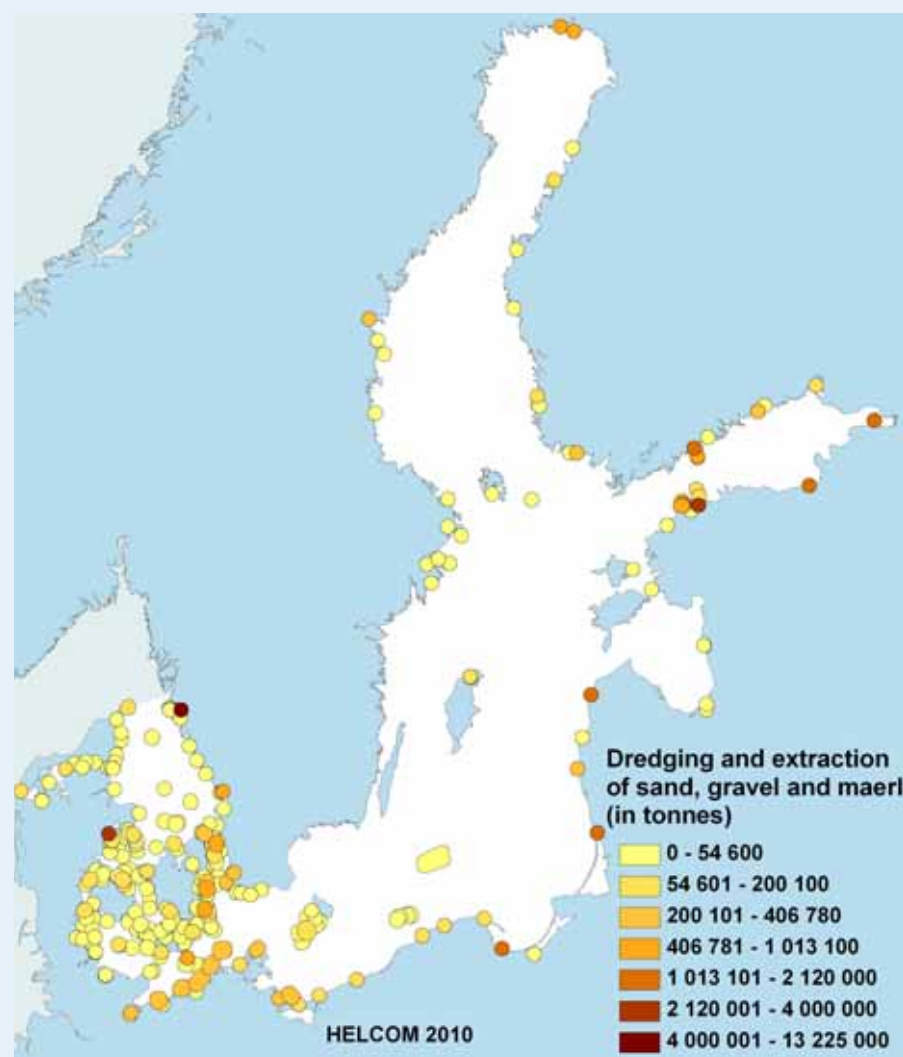 Dredging and extraction
of sand, gravel and maerl
(in tonnes)
0 - 54 600
54 601 - 200 100
200 101 - 406 780
406 781 - 1 013 100
1 013 101 - 2 120 000
2 120 001 - 4 000 000
4 000 001 - 13 225 000
HELCOM 2010